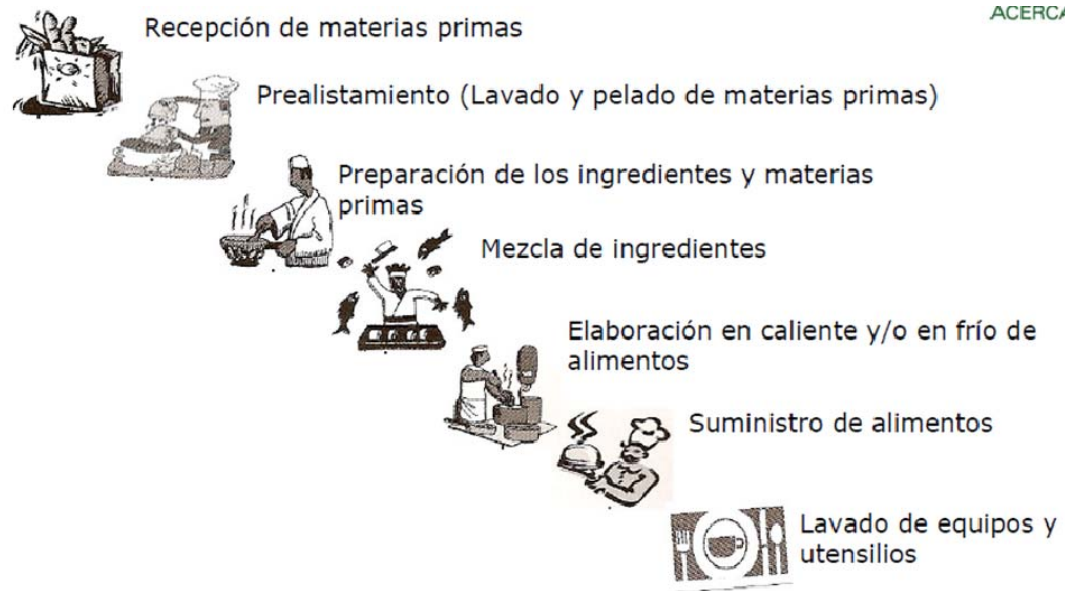 ACERCA
Recepción de materias primas
Prealistamiento (Lavado y pelado de materias primas)
Preparación de los ingredientes y materias
primas
Mezcla de ingredientes
Elaboración en caliente y/o en frío de
alimentos
Suministro de alimentos
Lavado de equipos y
utensilios